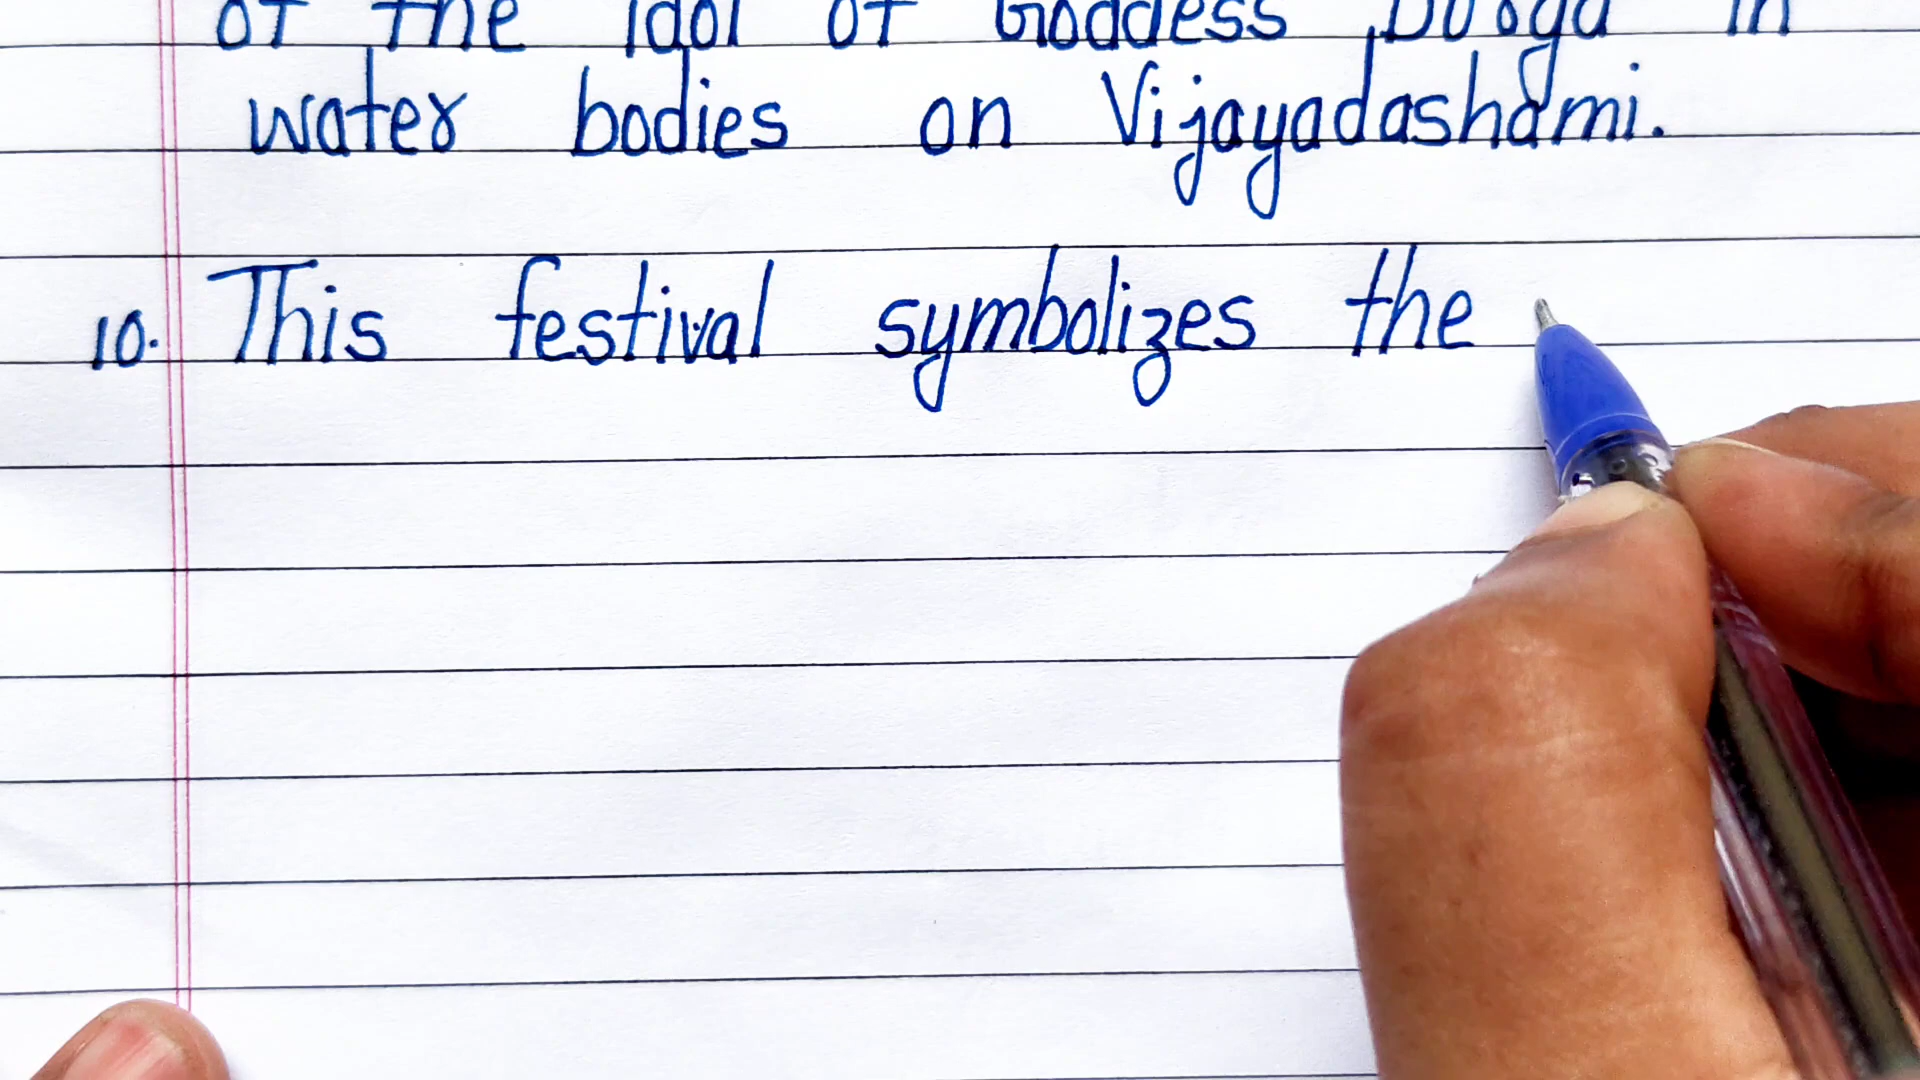 of the idol of Goddess Durga in
water bodies on Vijayadashami.
10. This festival symbolizes the